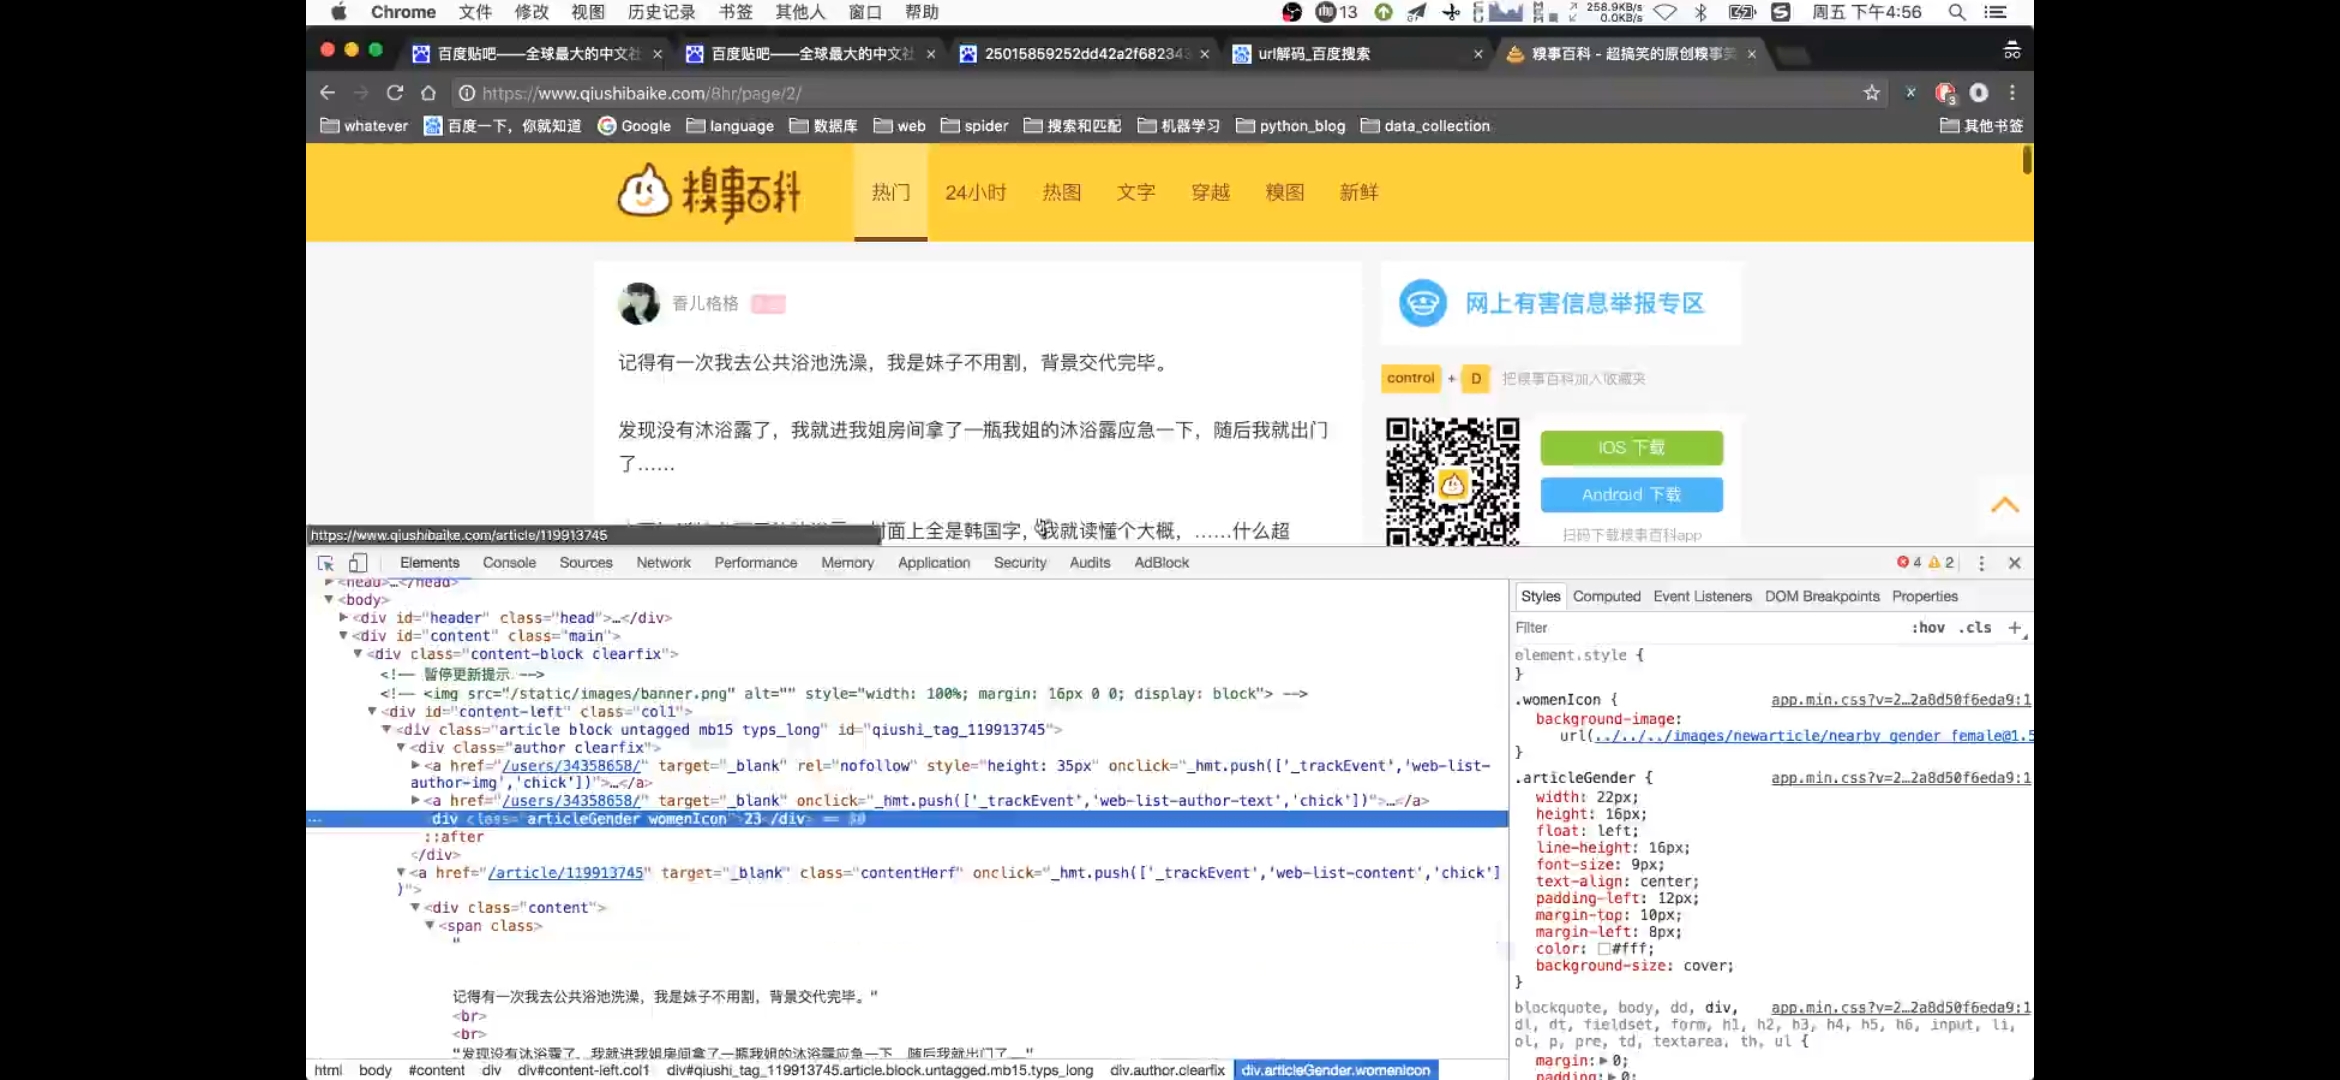 Chrome 文件 修改 视图 历史记录 书签 其他人 窗口 帮助 13 258.9KB/s 0.0KB/s 周五 下午4:56
百度贴吧——全球最大的中文社 百度贴吧——全球最大的中文社 25015859252dd42a2f682343 url解码_百度搜索 糗事百科 - 超搞笑的原创糗事笑
https://www.qiushibaike.com/8hr/page/2/
whatever 百度一下，你就知道 Google language 数据库 web spider 搜索和匹配 机器学习 python_blog data_collection 其他书签
糗事百科 热门 24小时 热图 文字 穿越 糗图 新鲜
香儿格格
网上有害信息举报专区
记得有一次我去公共浴池洗澡，我是妹子不用割，背景交代完毕。
control + D 把糗事百科加入收藏夹
发现没有沐浴露了，我就进我姐房间拿了一瓶我姐的沐浴露应急一下，随后我就出门
了……
IOS 下载
Android 下载
扫码下载糗事百科app
封面上全是韩国字，我就读懂个大概，……什么超
https://www.qiushibaike.com/article/119913745
Elements Console Sources Network Performance Memory Application Security Audits AdBlock 4 2
<head>…</head>
<body>
<div id="header" class="head">…</div>
<div id="content" class="main">
<div class="content-block clearfix">
<!-- 暂停更新提示 -->
<!-- <img src="/static/images/banner.png" alt="" style="width: 100%; margin: 16px 0 0; display: block"> -->
<div id="content-left" class="col1">
<div class="article block untagged mb15 typs_long" id="qiushi_tag_119913745">
<div class="author clearfix">
<a href="/users/34358658/" target="_blank" rel="nofollow" style="height: 35px" onclick="_hmt.push(['_trackEvent','web-list-
author-img','chick'])">…</a>
<a href="/users/34358658/" target="_blank" onclick="_hmt.push(['_trackEvent','web-list-author-text','chick'])">…</a>
… <div class="articleGender womenIcon">23</div> == $0
::after
</div>
<a href="/article/119913745" target="_blank" class="contentHerf" onclick="_hmt.push(['_trackEvent','web-list-content','chick']
)">
<div class="content">
<span class>
"
记得有一次我去公共浴池洗澡，我是妹子不用割，背景交代完毕。"
<br>
<br>
"发现没有沐浴露了，我就进我姐房间拿了一瓶我姐的沐浴露应急一下，随后我就出门了……"
html body #content div div#content-left.col1 div#qiushi_tag_119913745.article.block.untagged.mb15.typs_long div.author.clearfix div.articleGender.womenIcon
Styles Computed Event Listeners DOM Breakpoints Properties
Filter :hov .cls +
element.style {
}
.womenIcon { app.min.css?v=2…2a8d50f6eda9:1
background-image:
url(../../../images/newarticle/nearby_gender_female@1.5
}
.articleGender { app.min.css?v=2…2a8d50f6eda9:1
width: 22px;
height: 16px;
float: left;
line-height: 16px;
font-size: 9px;
text-align: center;
padding-left: 12px;
margin-top: 10px;
margin-left: 8px;
color: #fff;
background-size: cover;
}
blockquote, body, dd, div, app.min.css?v=2…2a8d50f6eda9:1
dl, dt, fieldset, form, h1, h2, h3, h4, h5, h6, input, li,
ol, p, pre, td, textarea, th, ul {
margin: 0;
padding: 0;